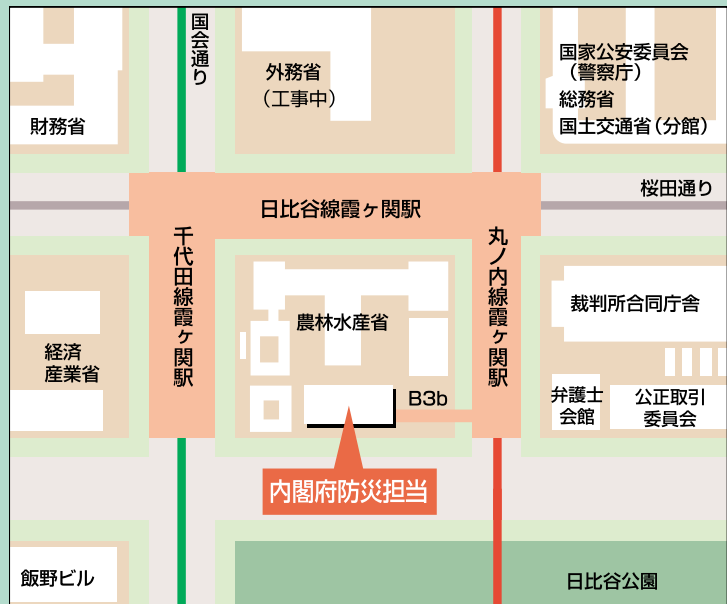 国会通り
外務省
（工事中）
国家公安委員会
（警察庁）
総務省
国土交通省（分館）
財務省
桜田通り
日比谷線霞ヶ関駅
千代田線霞ヶ関駅
丸ノ内線霞ヶ関駅
農林水産省
裁判所合同庁舎
経済
産業省
B3b
弁護士
会館
公正取引
委員会
内閣府防災担当
飯野ビル
日比谷公園